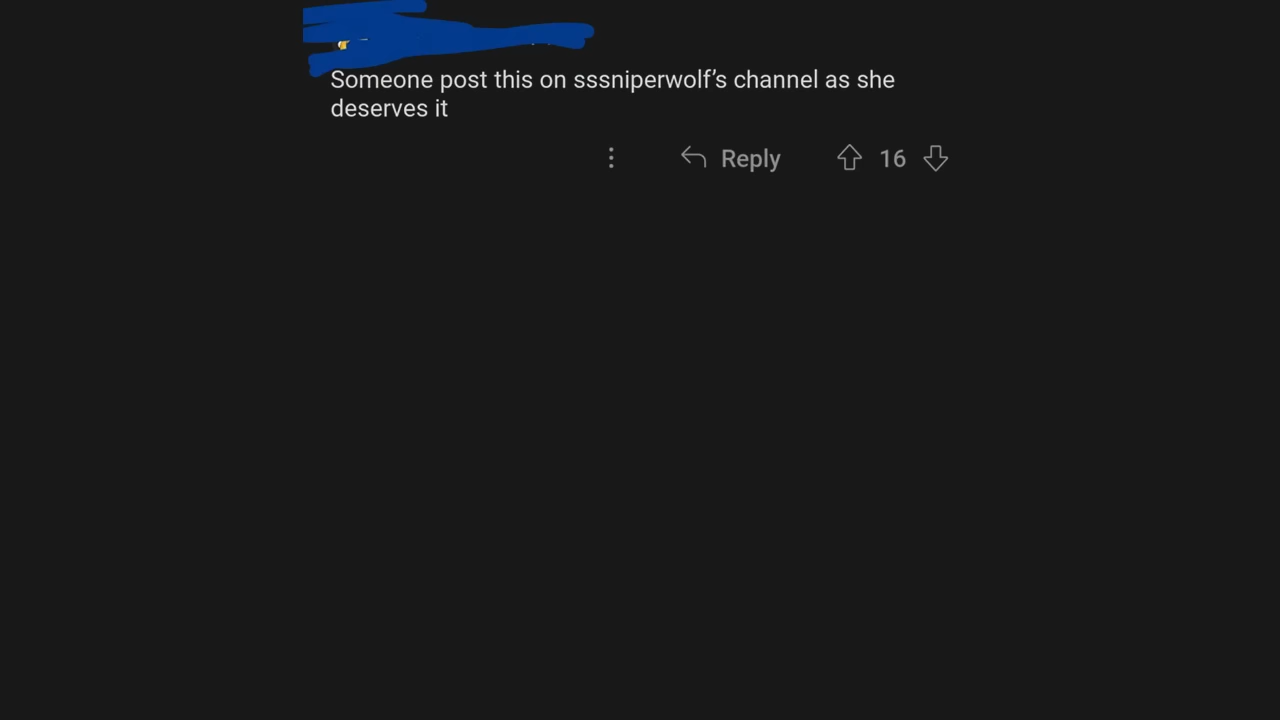 Someone post this on sssniperwolf’s channel as she
deserves it
Reply 16